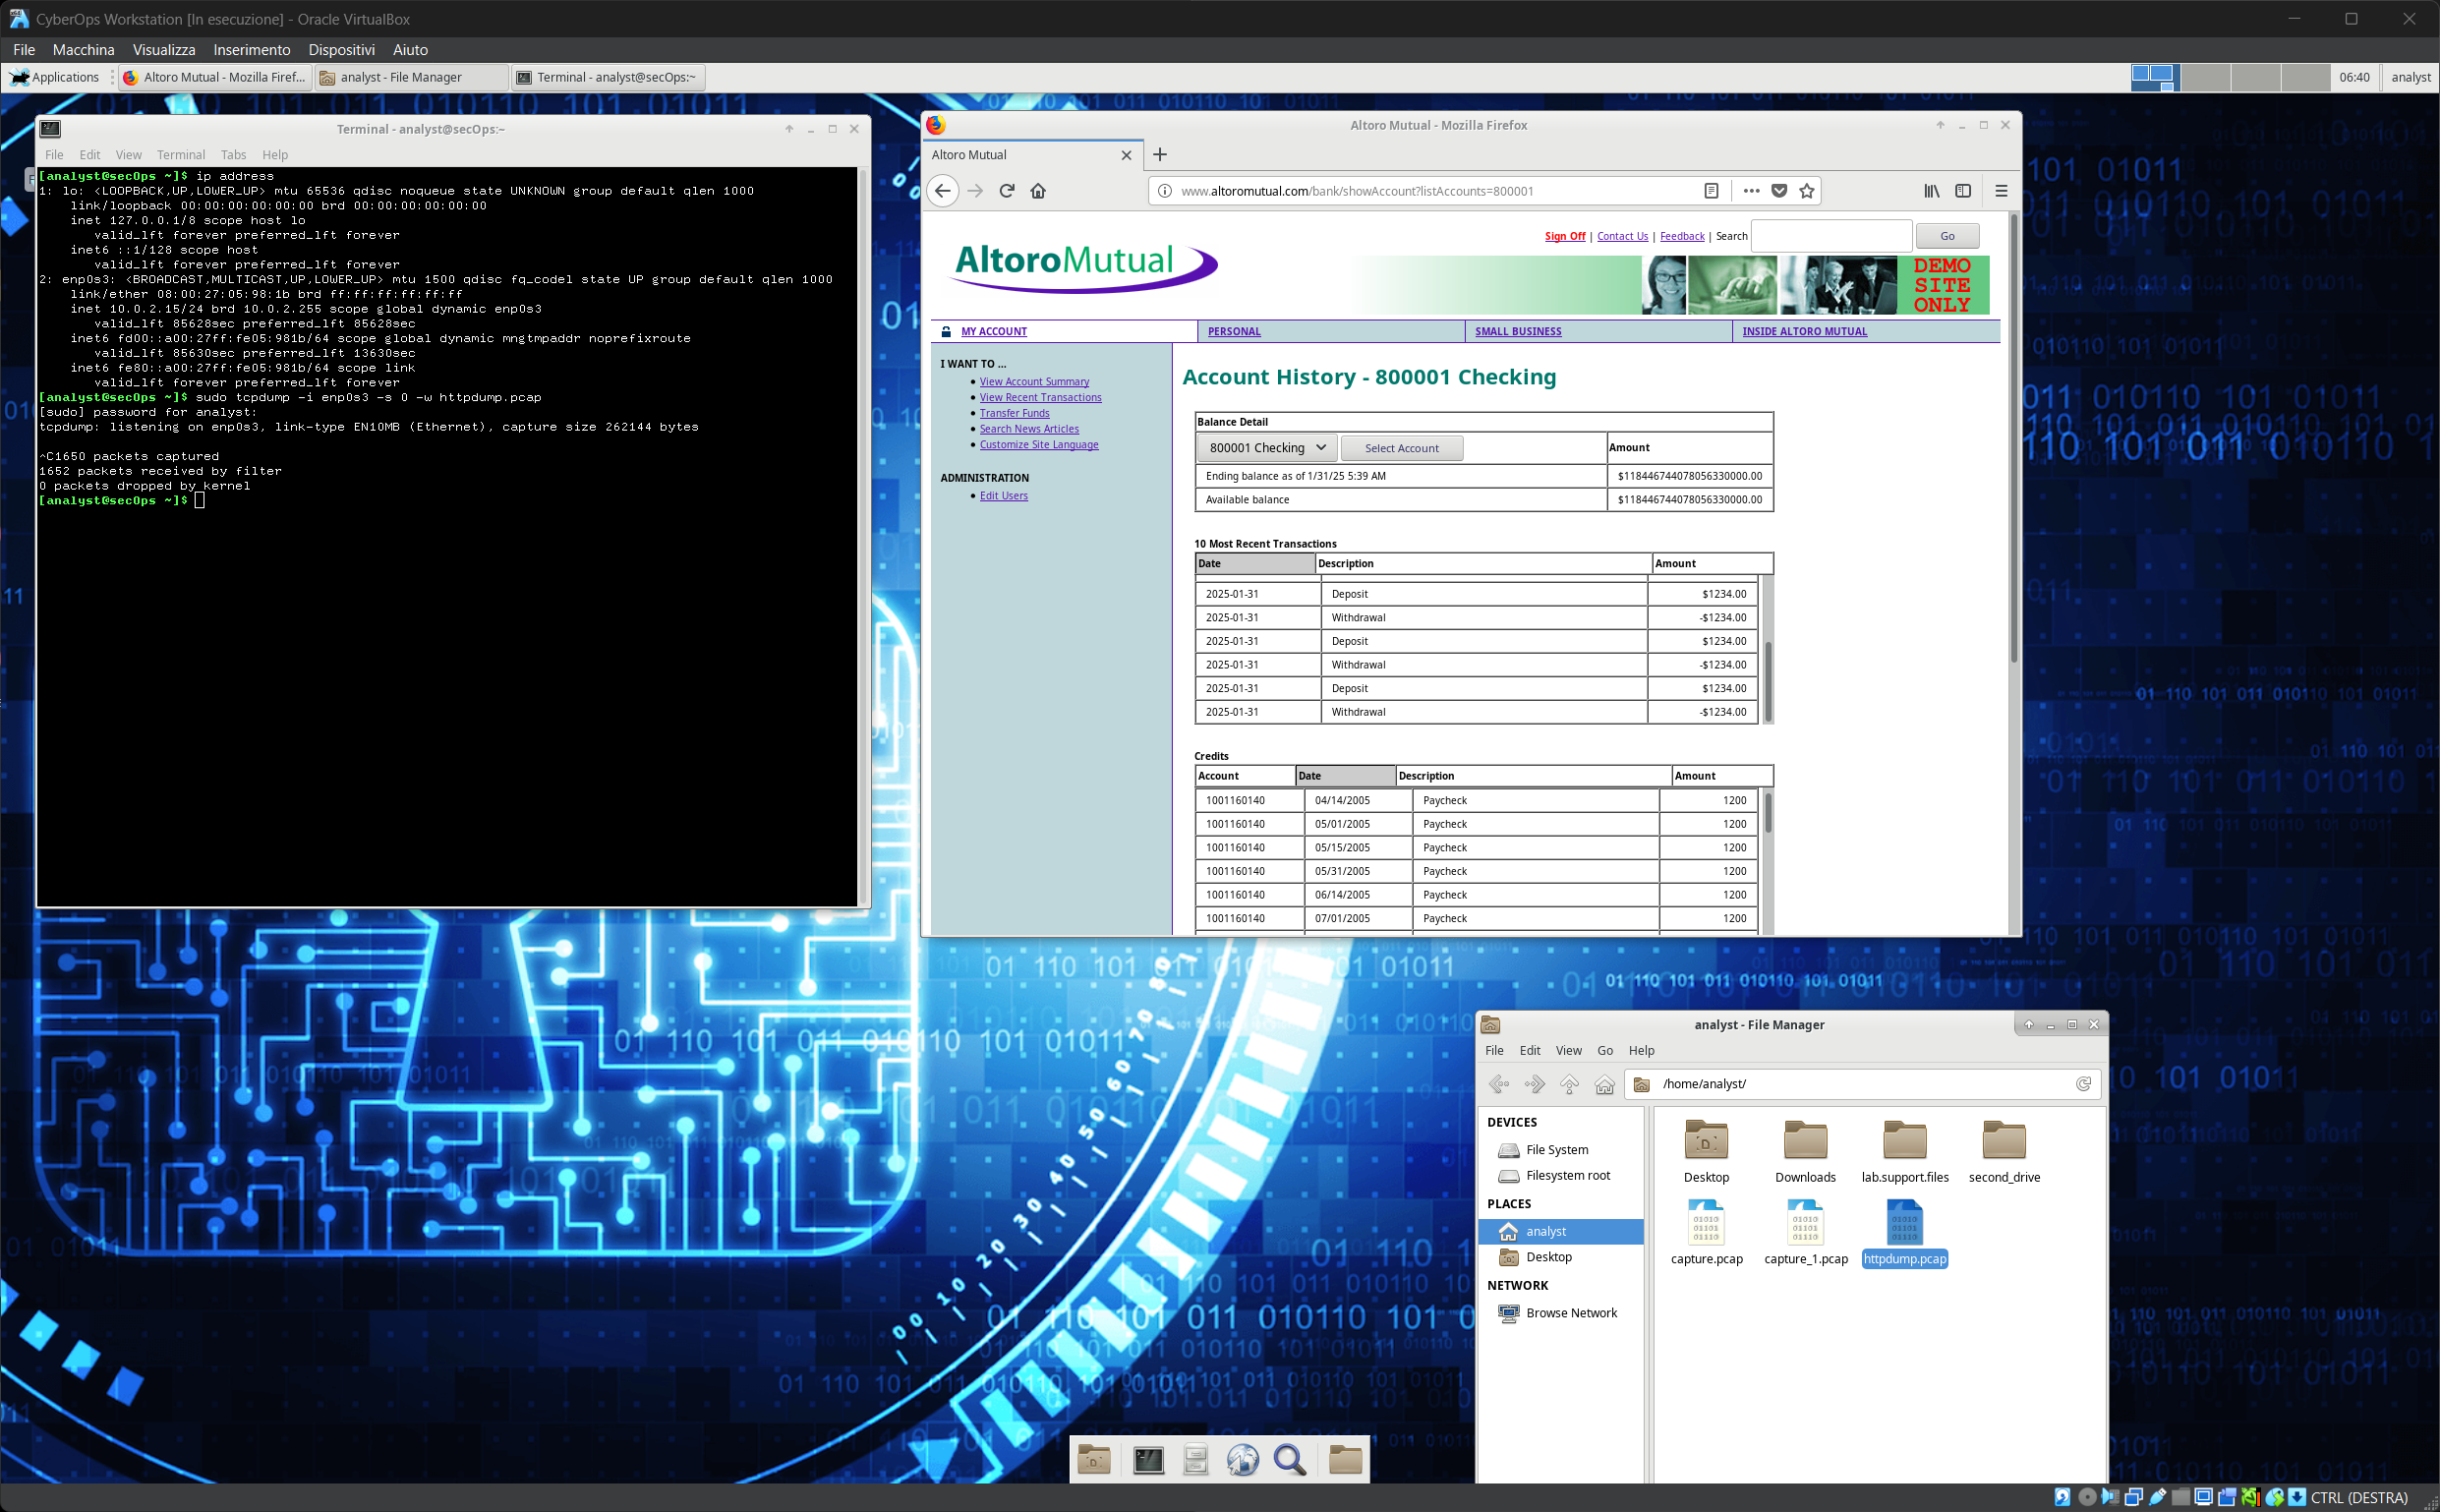 CyberOps Workstation [In esecuzione] - Oracle VirtualBox
File Macchina Visualizza Inserimento Dispositivi Aiuto
Applications Altoro Mutual - Mozilla Firef... analyst - File Manager Terminal - analyst@secOps:~ 06:40 analyst
Terminal - analyst@secOps:~
File Edit View Terminal Tabs Help
[analyst@secOps ~]$ ip address
1: lo: <LOOPBACK,UP,LOWER_UP> mtu 65536 qdisc noqueue state UNKNOWN group default qlen 1000
link/loopback 00:00:00:00:00:00 brd 00:00:00:00:00:00
inet 127.0.0.1/8 scope host lo
valid_lft forever preferred_lft forever
inet6 ::1/128 scope host
valid_lft forever preferred_lft forever
2: enp0s3: <BROADCAST,MULTICAST,UP,LOWER_UP> mtu 1500 qdisc fq_codel state UP group default qlen 1000
link/ether 08:00:27:05:98:1b brd ff:ff:ff:ff:ff:ff
inet 10.0.2.15/24 brd 10.0.2.255 scope global dynamic enp0s3
valid_lft 85628sec preferred_lft 85628sec
inet6 fd00::a00:27ff:fe05:981b/64 scope global dynamic mngtmpaddr noprefixroute
valid_lft 85630sec preferred_lft 13630sec
inet6 fe80::a00:27ff:fe05:981b/64 scope link
valid_lft forever preferred_lft forever
[analyst@secOps ~]$ sudo tcpdump -i enp0s3 -s 0 -w httpdump.pcap
[sudo] password for analyst:
tcpdump: listening on enp0s3, link-type EN10MB (Ethernet), capture size 262144 bytes
^C1650 packets captured
1652 packets received by filter
0 packets dropped by kernel
[analyst@secOps ~]$
Altoro Mutual - Mozilla Firefox
Altoro Mutual
www.altoromutual.com/bank/showAccount?listAccounts=800001
Sign Off | Contact Us | Feedback | Search Go
AltoroMutual
DEMO
SITE
ONLY
MY ACCOUNT PERSONAL SMALL BUSINESS INSIDE ALTORO MUTUAL
I WANT TO ...
View Account Summary
View Recent Transactions
Transfer Funds
Search News Articles
Customize Site Language
ADMINISTRATION
Edit Users
Account History - 800001 Checking
Balance Detail
800001 Checking Select Account Amount
Ending balance as of 1/31/25 5:39 AM $118446744078056330000.00
Available balance $118446744078056330000.00
10 Most Recent Transactions
Date Description Amount
2025-01-31 Deposit $1234.00
2025-01-31 Withdrawal -$1234.00
2025-01-31 Deposit $1234.00
2025-01-31 Withdrawal -$1234.00
2025-01-31 Deposit $1234.00
2025-01-31 Withdrawal -$1234.00
Credits
Account Date Description Amount
1001160140 04/14/2005 Paycheck 1200
1001160140 05/01/2005 Paycheck 1200
1001160140 05/15/2005 Paycheck 1200
1001160140 05/31/2005 Paycheck 1200
1001160140 06/14/2005 Paycheck 1200
1001160140 07/01/2005 Paycheck 1200
analyst - File Manager
File Edit View Go Help
/home/analyst/
DEVICES
File System
Filesystem root
PLACES
analyst
Desktop
NETWORK
Browse Network
Desktop Downloads lab.support.files second_drive
capture.pcap capture_1.pcap httpdump.pcap
00 10 20 30 40 50 60 70 80
CTRL (DESTRA)